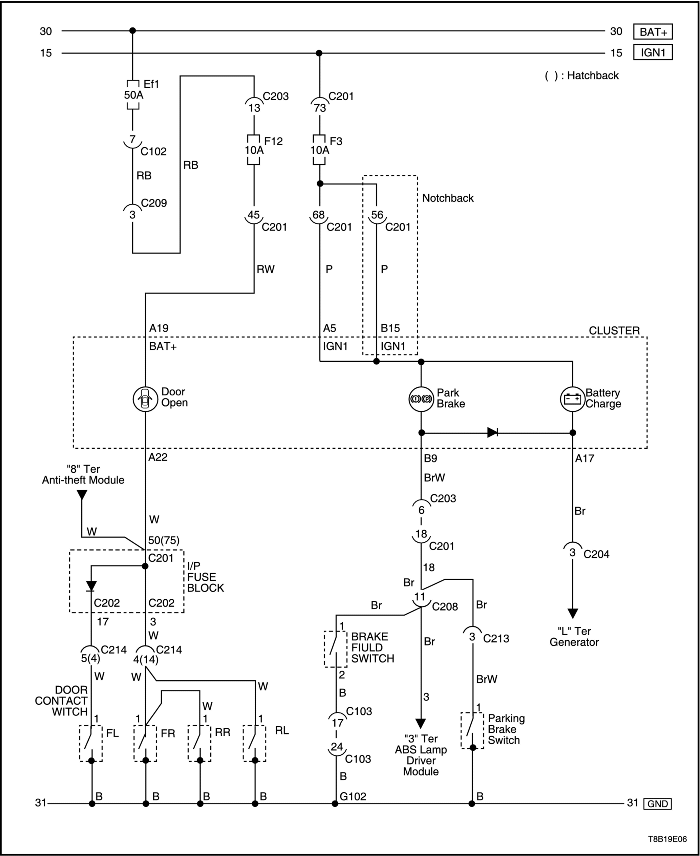 30 30 BAT+
15 15 IGN1
( ) : Hatchback
Ef1
50A
7
C102
RB
C209
3
RB
C203
13
F12
10A
45
C201
RW
C201
73
F3
10A
68
C201
P
56
C201
P
Notchback
A19
BAT+
A5
IGN1
B15
IGN1
CLUSTER
Door
Open
Park
Brake
Battery
Charge
A22
B9
A17
"8" Ter
Anti-theft Module
W
W
50(75)
C201
I/P
FUSE
BLOCK
C202
C202
17
3
W
C214
5(4)
C214
4(14)
W
W
W
W
DOOR
CONTACT
WITCH
1
FL
1
FR
1
RR
1
RL
BrW
C203
6
18
C201
18
Br
11
C208
Br
Br
Br
3
C213
BrW
1
Parking
Brake
Switch
1
BRAKE
FIULD
SWITCH
2
B
C103
17
24
C103
B
3
"3" Ter
ABS Lamp
Driver
Module
Br
3
C204
"L" Ter
Generator
31 B B B B G102 B 31 GND
T8B19E06